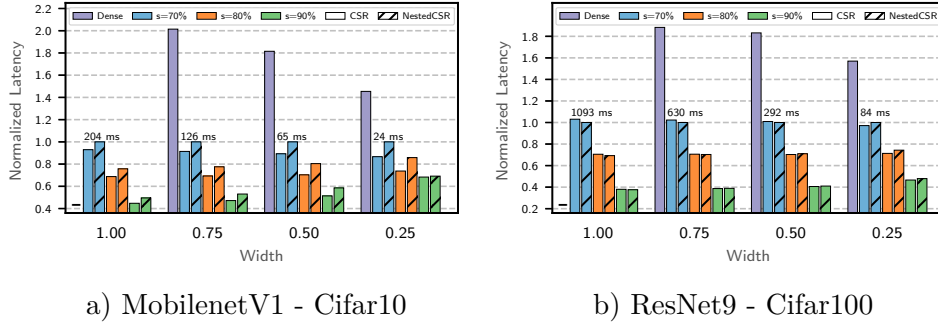 Dense s=70% s=80% s=90% CSR NestedCSR
2.2
2.0
1.8
1.6
1.4
1.2
1.0
0.8
0.6
0.4
Normalized Latency
204 ms 126 ms 65 ms 24 ms
1.00 0.75 0.50 0.25
Width
a) MobilenetV1 - Cifar10
Dense s=70% s=80% s=90% CSR NestedCSR
1.8
1.6
1.4
1.2
1.0
0.8
0.6
0.4
0.2
Normalized Latency
1093 ms 630 ms 292 ms 84 ms
1.00 0.75 0.50 0.25
Width
b) ResNet9 - Cifar100